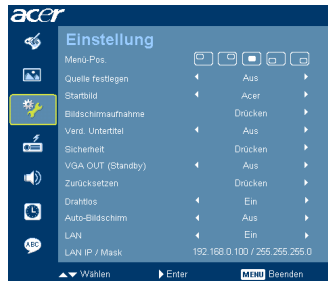 acer
Einstellung
Menü-Pos.
Quelle festlegen Aus
Startbild Acer
Bildschirmaufnahme Drücken
Verd. Untertitel Aus
Sicherheit Drücken
VGA OUT (Standby) Aus
Zurücksetzen Drücken
Drahtlos Ein
Auto-Bildschirm Aus
LAN Ein
LAN IP / Mask 192.168.0.100 / 255.255.255.0
ABC
Wählen Enter MENU Beenden